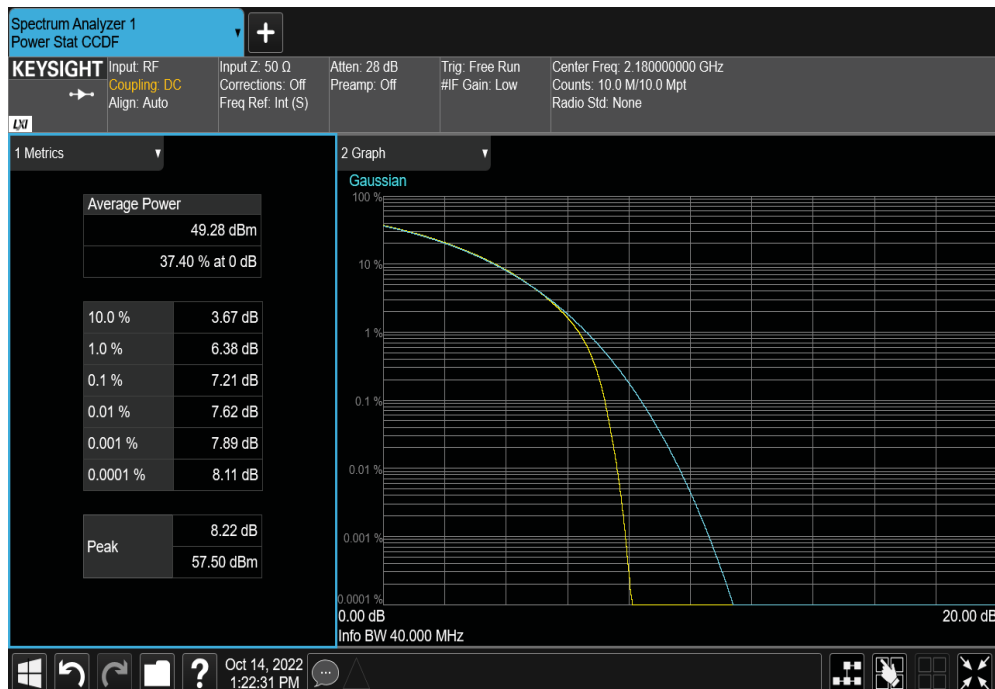 Spectrum Analyzer 1
Power Stat CCDF
+
KEYSIGHT
LXI
Input: RF
Coupling: DC
Align: Auto
Input Z: 50 Ω
Corrections: Off
Freq Ref: Int (S)
Atten: 28 dB
Preamp: Off
Trig: Free Run
#IF Gain: Low
Center Freq: 2.180000000 GHz
Counts: 10.0 M/10.0 Mpt
Radio Std: None
1 Metrics
Average Power
49.28 dBm
37.40 % at 0 dB
10.0 % 3.67 dB
1.0 % 6.38 dB
0.1 % 7.21 dB
0.01 % 7.62 dB
0.001 % 7.89 dB
0.0001 % 8.11 dB
Peak
8.22 dB
57.50 dBm
2 Graph
Gaussian
100 %
10 %
1 %
0.1 %
0.01 %
0.001 %
0.0001 %
0.00 dB
20.00 dB
Info BW 40.000 MHz
?
Oct 14, 2022
1:22:31 PM